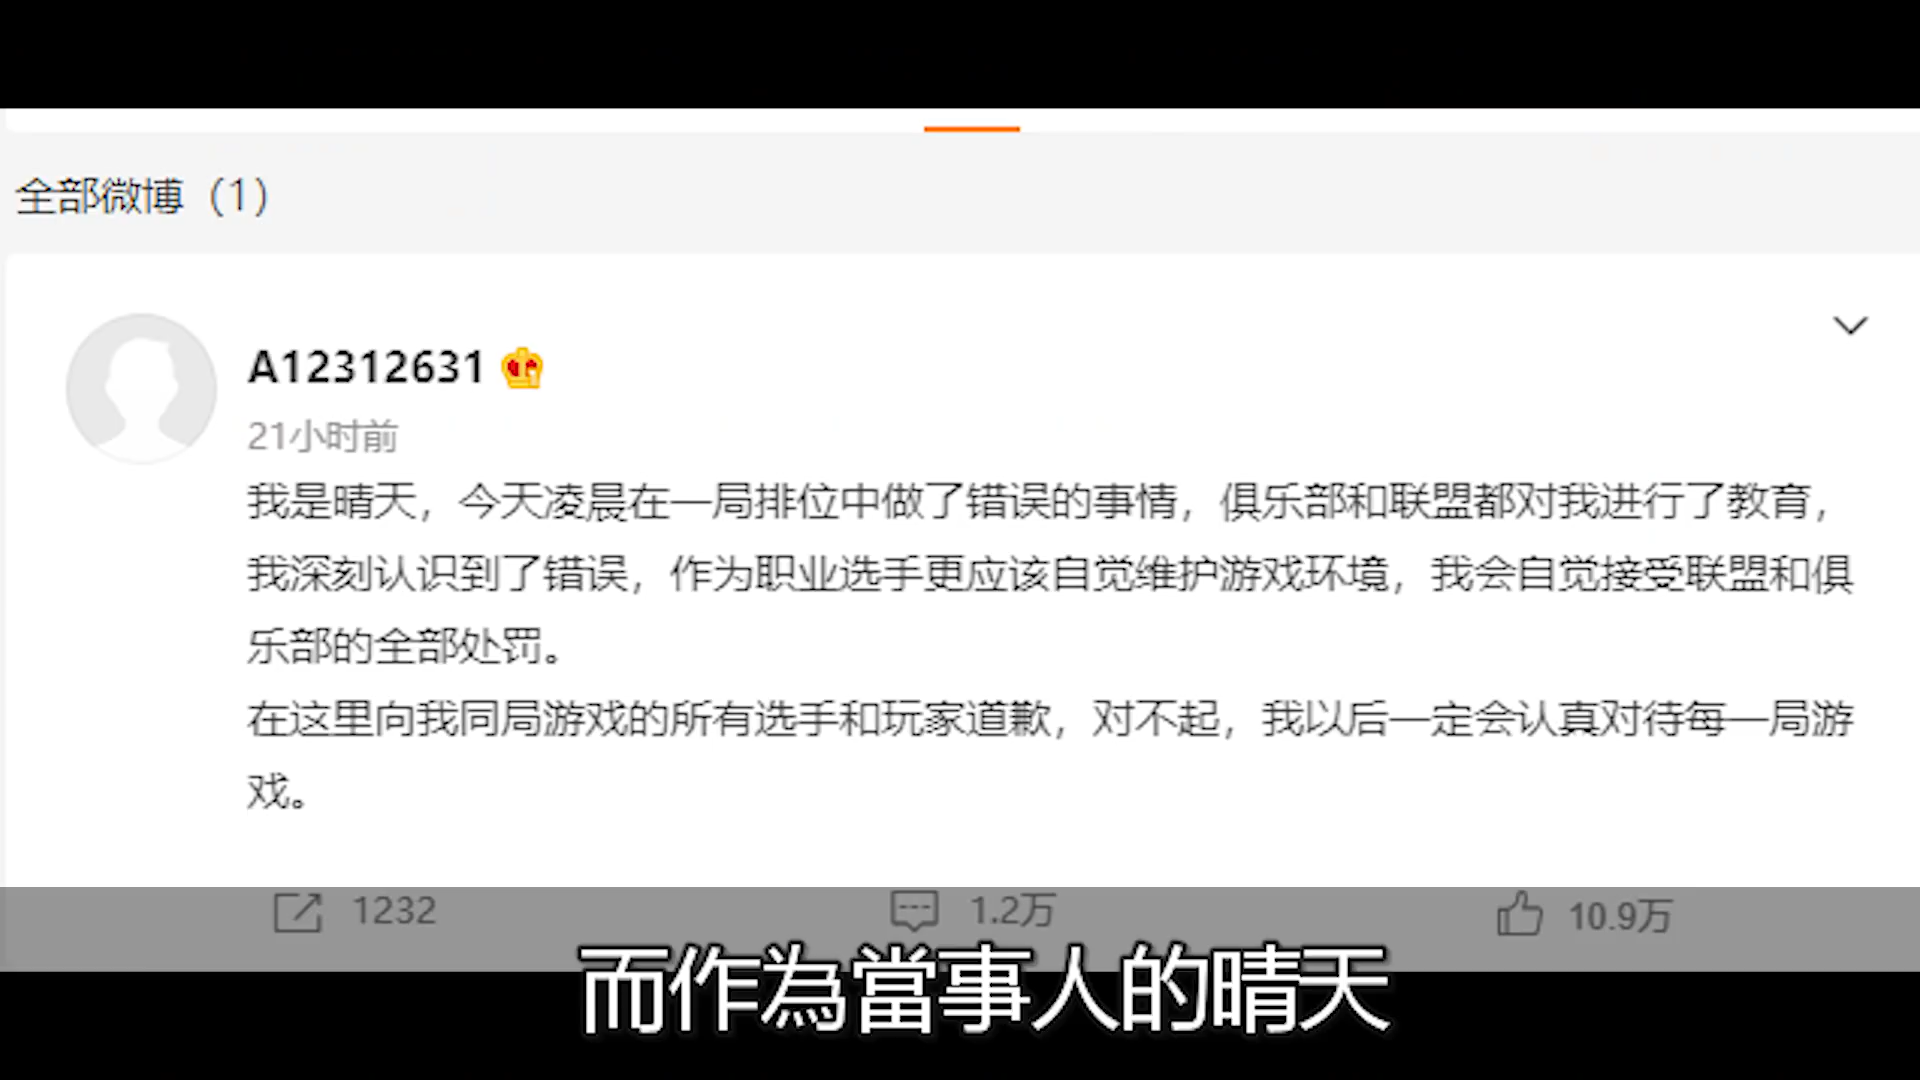 全部微博（1）
A12312631
21小时前
我是晴天，今天凌晨在一局排位中做了错误的事情，俱乐部和联盟都对我进行了教育，
我深刻认识到了错误，作为职业选手更应该自觉维护游戏环境，我会自觉接受联盟和俱
乐部的全部处罚。
在这里向我同局游戏的所有选手和玩家道歉，对不起，我以后一定会认真对待每一局游
戏。
1232
1.2万
10.9万
而作為當事人的晴天